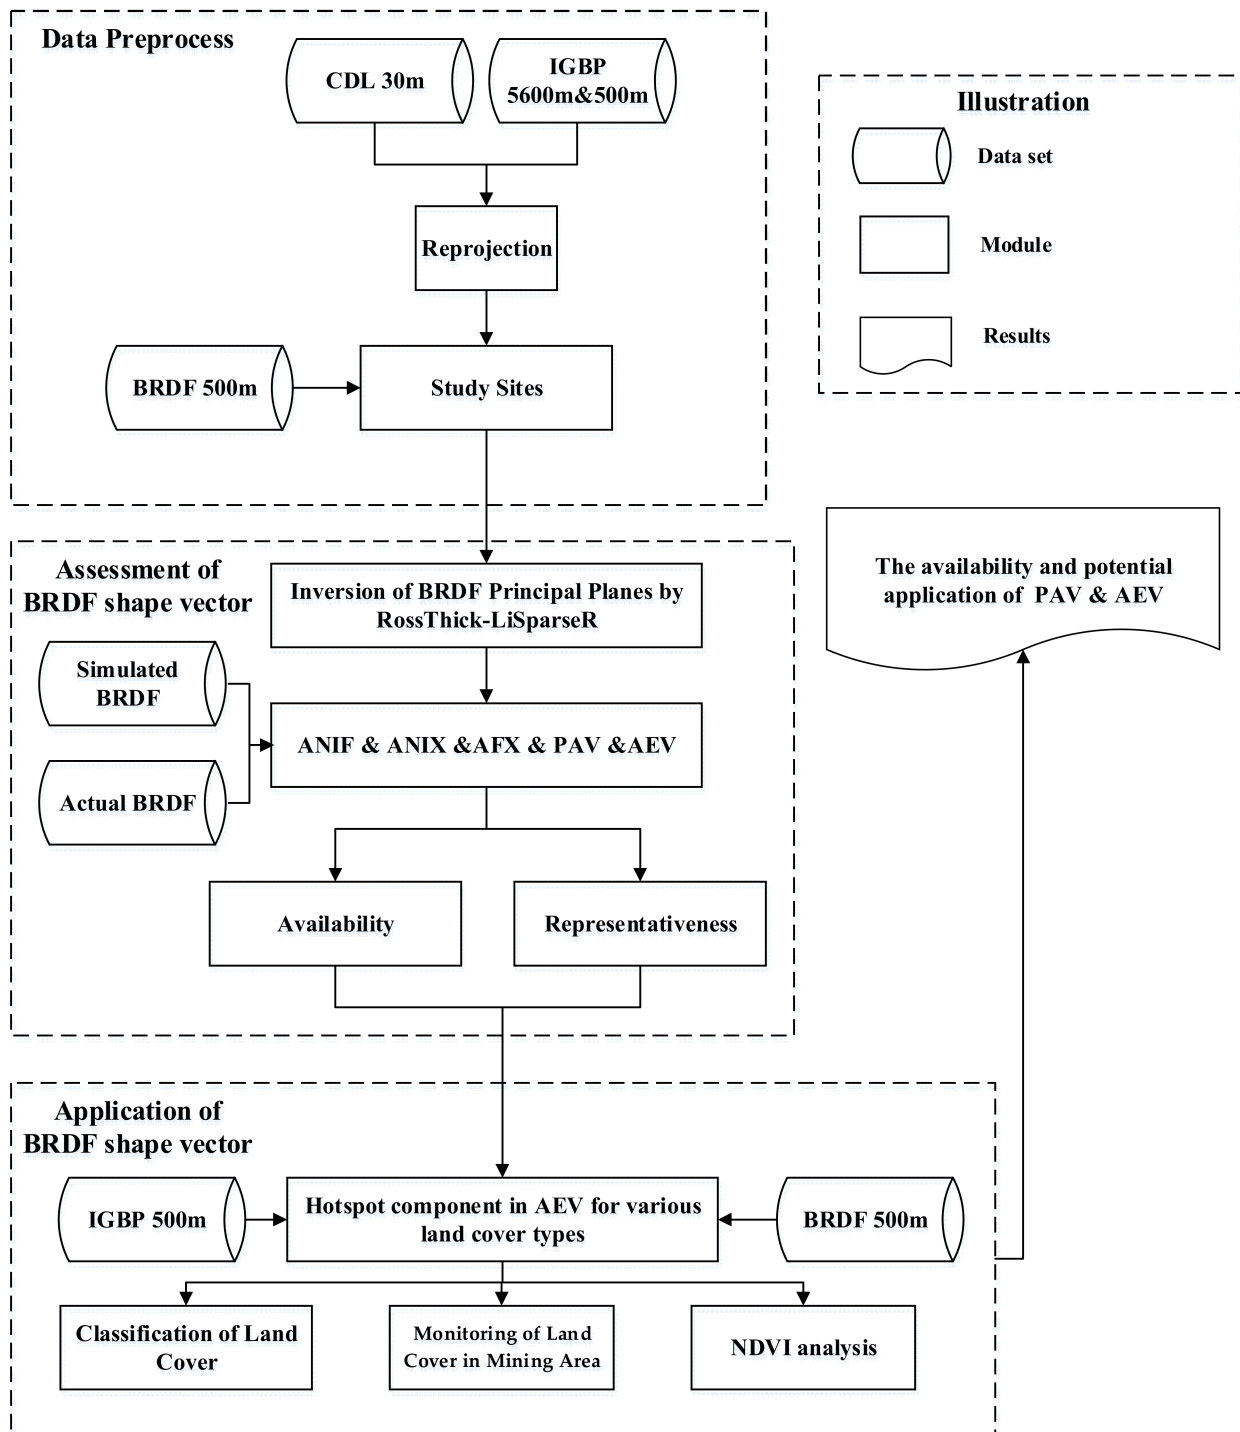 Data Preprocess
CDL 30m
IGBP
5600m&500m
Reprojection
BRDF 500m
Study Sites
Illustration
Data set
Module
Results
Assessment of
BRDF shape vector
Inversion of BRDF Principal Planes by
RossThick-LiSparseR
Simulated
BRDF
Actual BRDF
ANIF & ANIX &AFX & PAV &AEV
Availability
Representativeness
The availability and potential
application of PAV & AEV
Application of
BRDF shape vector
IGBP 500m
Hotspot component in AEV for various
land cover types
BRDF 500m
Classification of Land
Cover
Monitoring of Land
Cover in Mining Area
NDVI analysis